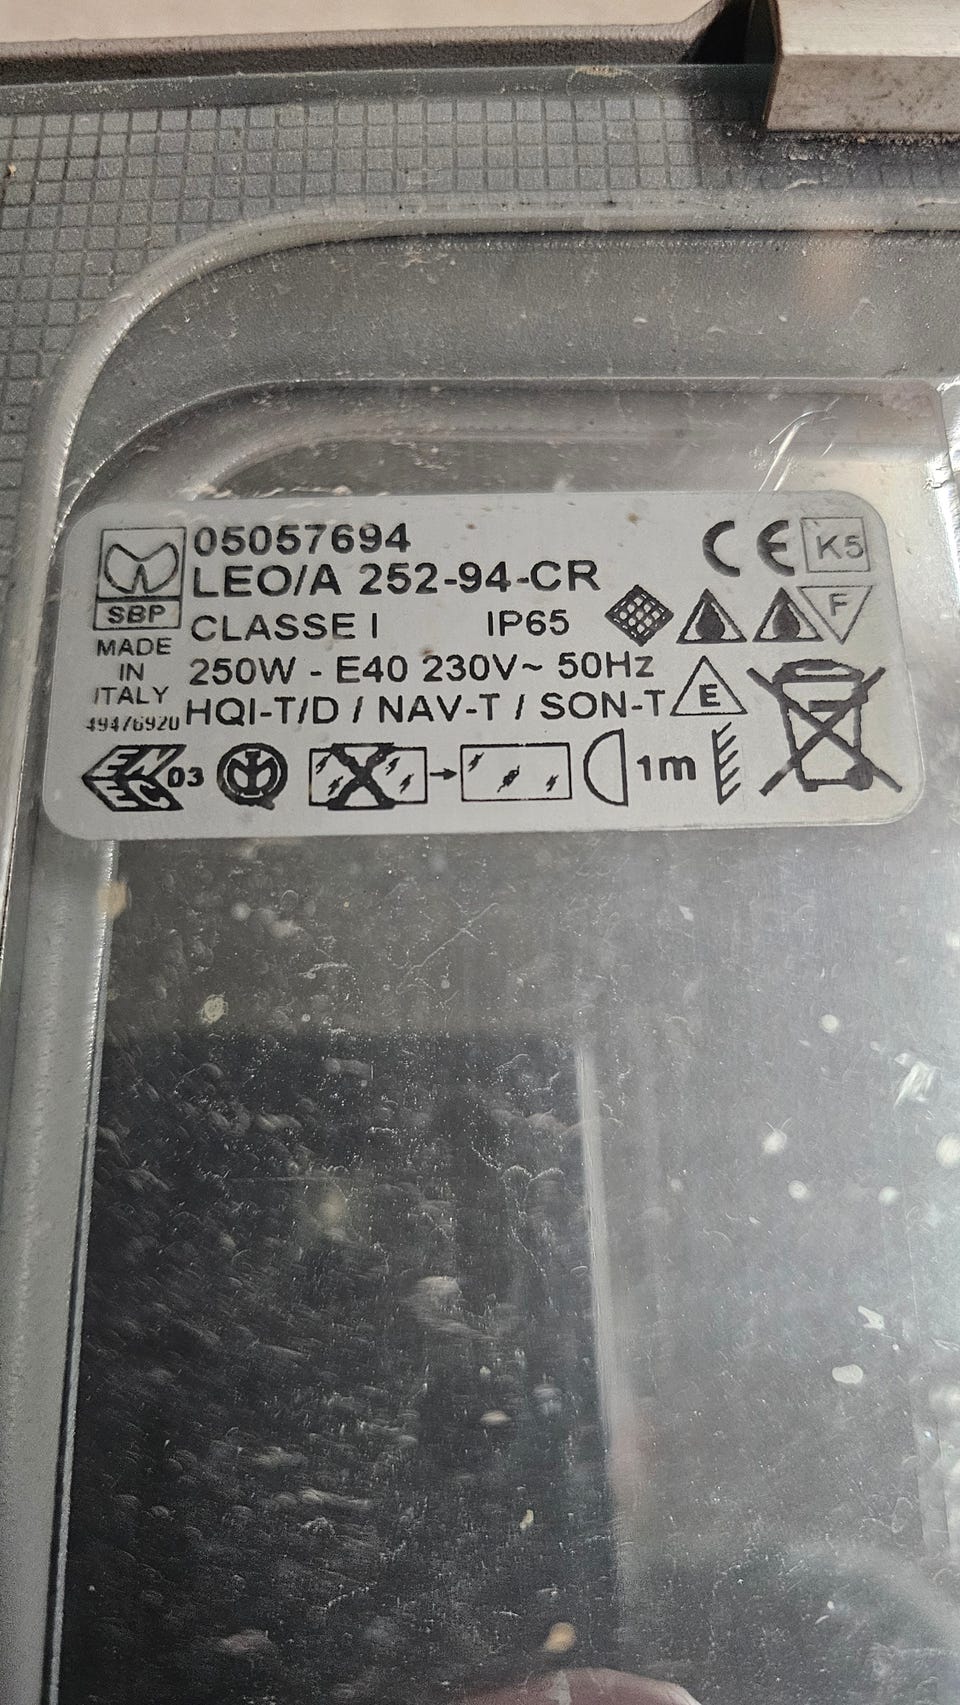 05057694
LEO/A 252-94-CR
CE K5
SBP
CLASSE I IP65
F
MADE
IN
ITALY
250W - E40 230V~ 50Hz
E
49476920
HQI-T/D / NAV-T / SON-T
ENEC 03
1m